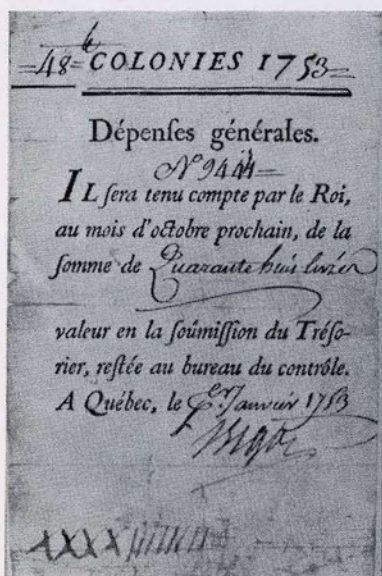 =48=
COLONIES 1753=
Dépenſes générales.
N° 9444=
IL ſera tenu compte par le Roi,
au mois d'octobre prochain, de la
ſomme de Quarante huit livres
valeur en la ſoûmiſſion du Tréſo-
rier, reſtée au bureau du contrôle.
A Québec, le Janvier 1753
Bigot